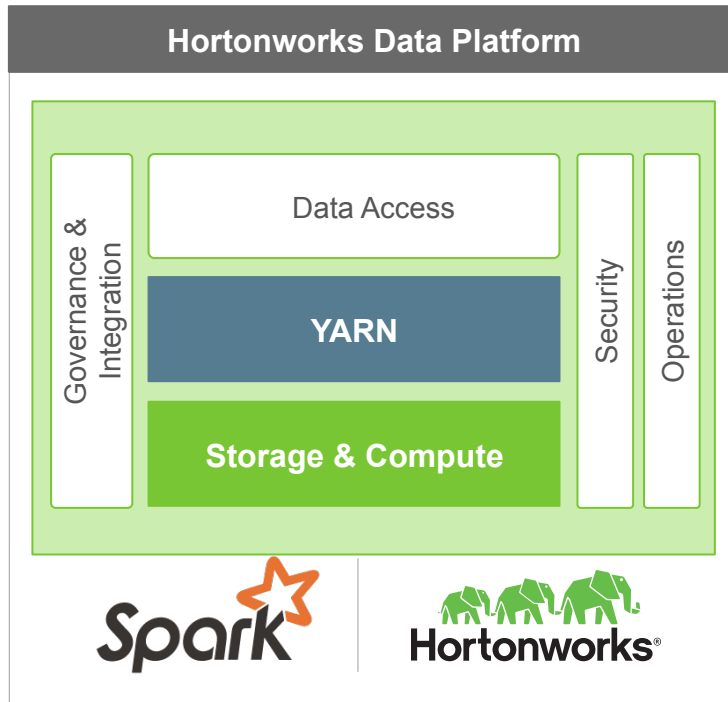 Hortonworks Data Platform
Governance &
Integration
Data Access
YARN
Storage & Compute
Security
Operations
Spark
Hortonworks®